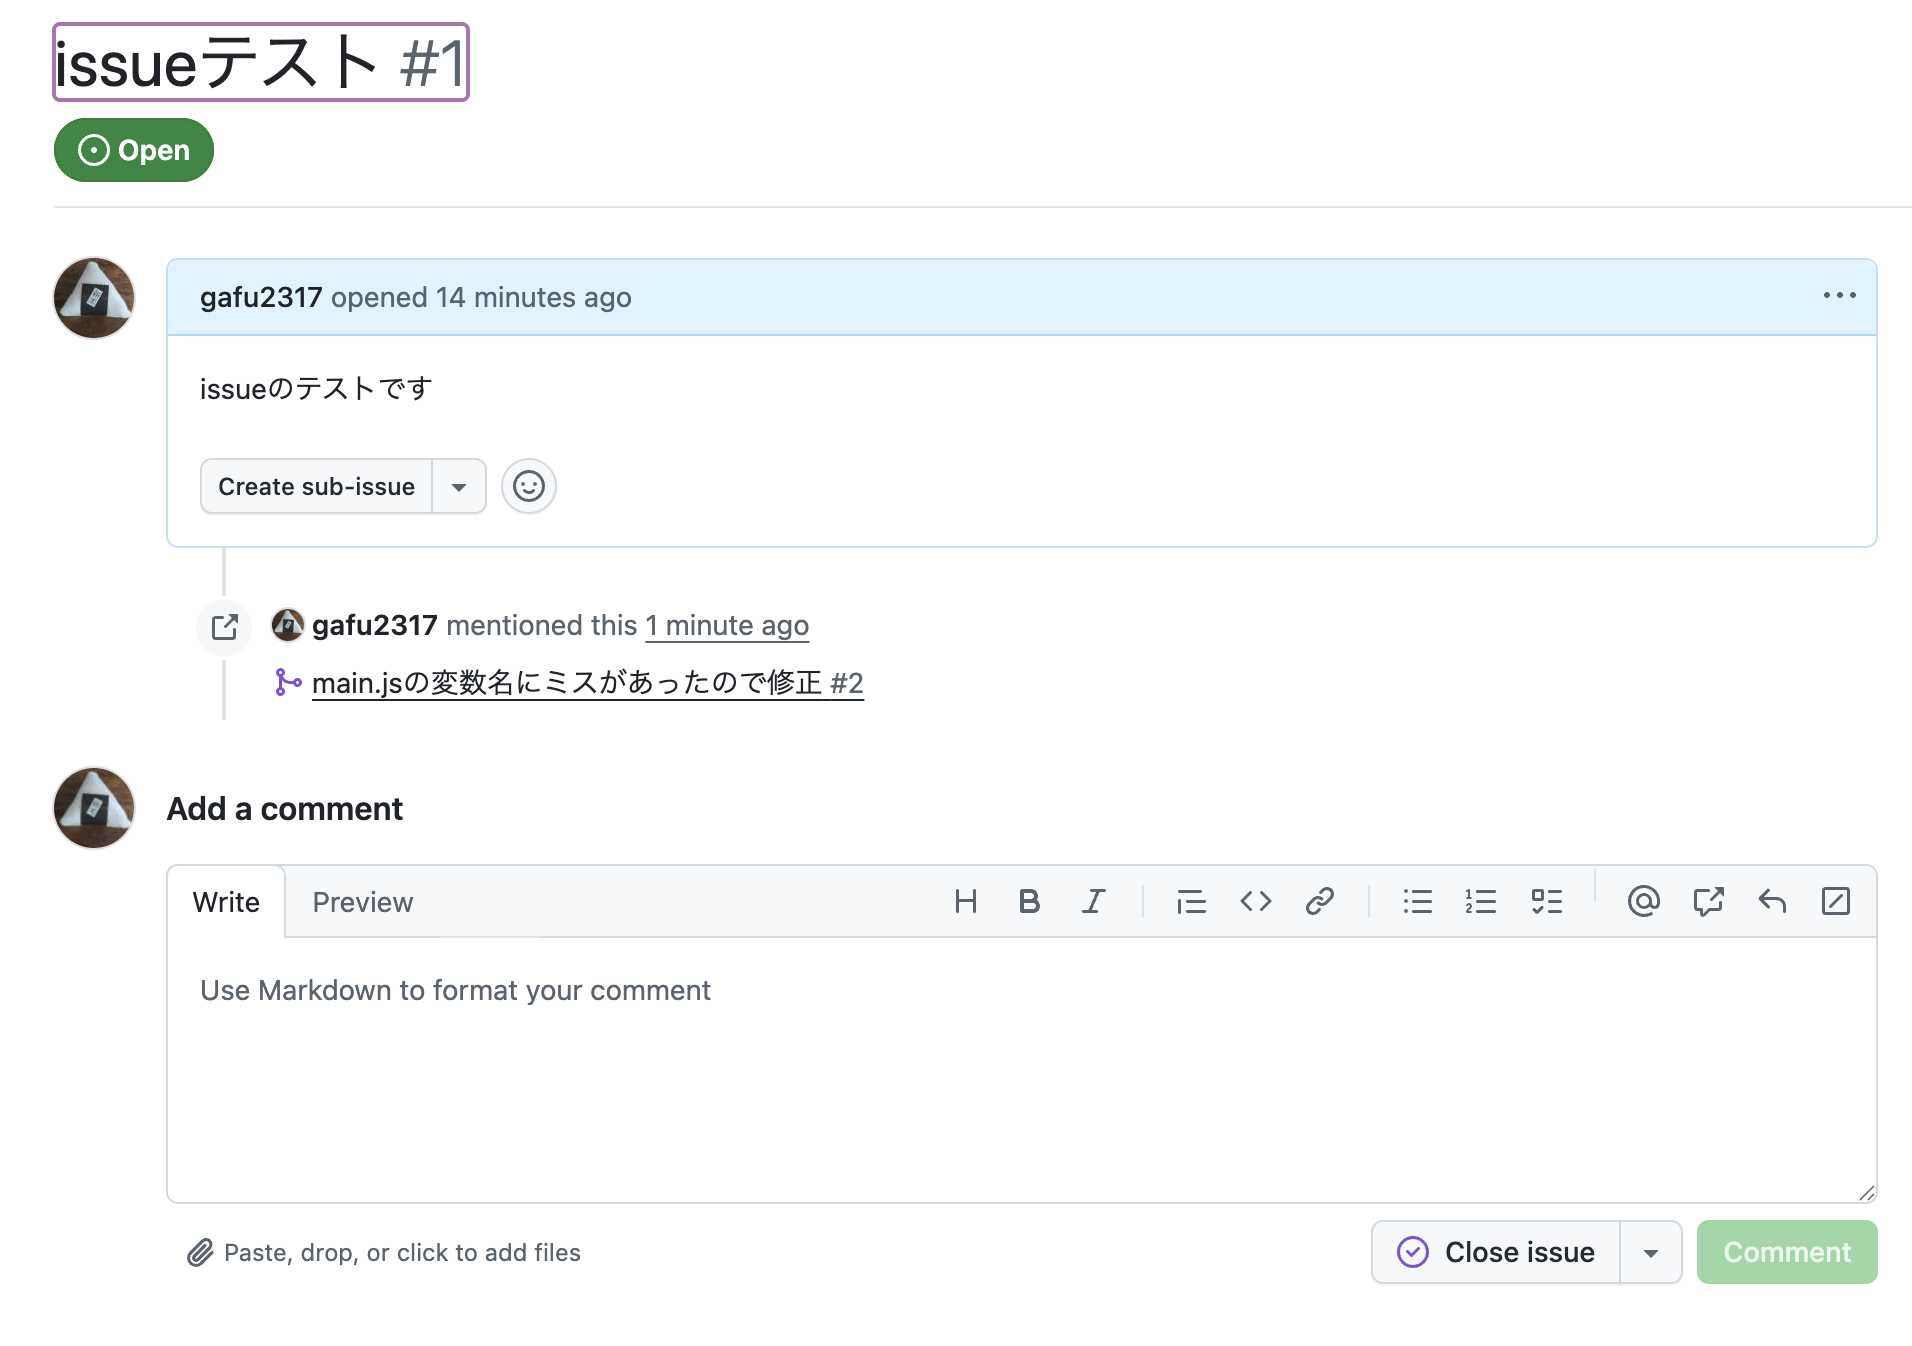 issueテスト #1
Open
gafu2317 opened 14 minutes ago
issueのテストです
Create sub-issue
gafu2317 mentioned this 1 minute ago
main.jsの変数名にミスがあったので修正 #2
Add a comment
Write Preview
Use Markdown to format your comment
Paste, drop, or click to add files
Close issue Comment